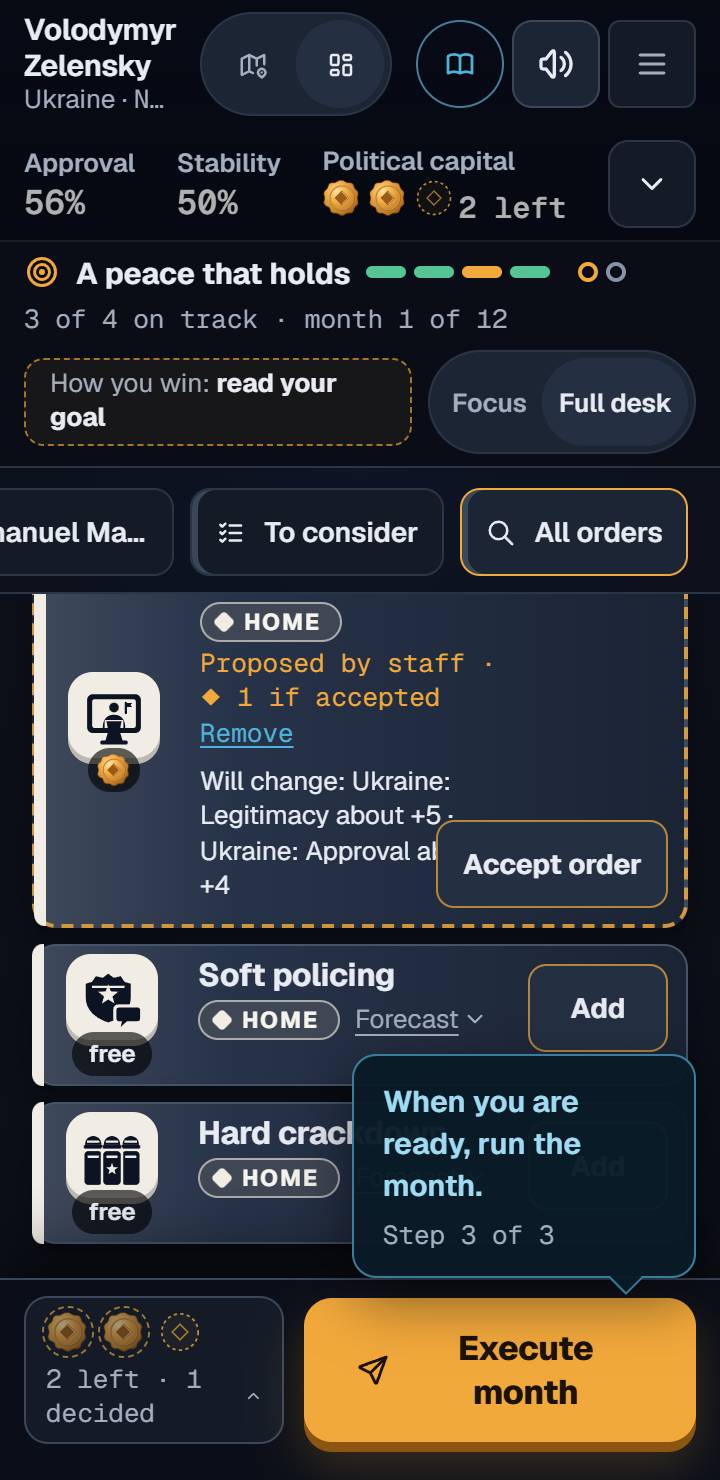 Volodymyr
Zelensky
Ukraine · N…
Approval
56%
Stability
50%
Political capital
2 left
A peace that holds
3 of 4 on track · month 1 of 12
How you win: read your
goal
Focus
Full desk
anuel Ma…
To consider
All orders
HOME
Proposed by staff ·
1 if accepted
Remove
Will change: Ukraine:
Legitimacy about +5 ·
Ukraine: Approval ab
+4
Accept order
Soft policing
HOME
Forecast
Add
free
Hard crackdown
HOME
Forecast
Add
free
When you are
ready, run the
month.
Step 3 of 3
2 left · 1
decided
Execute
month